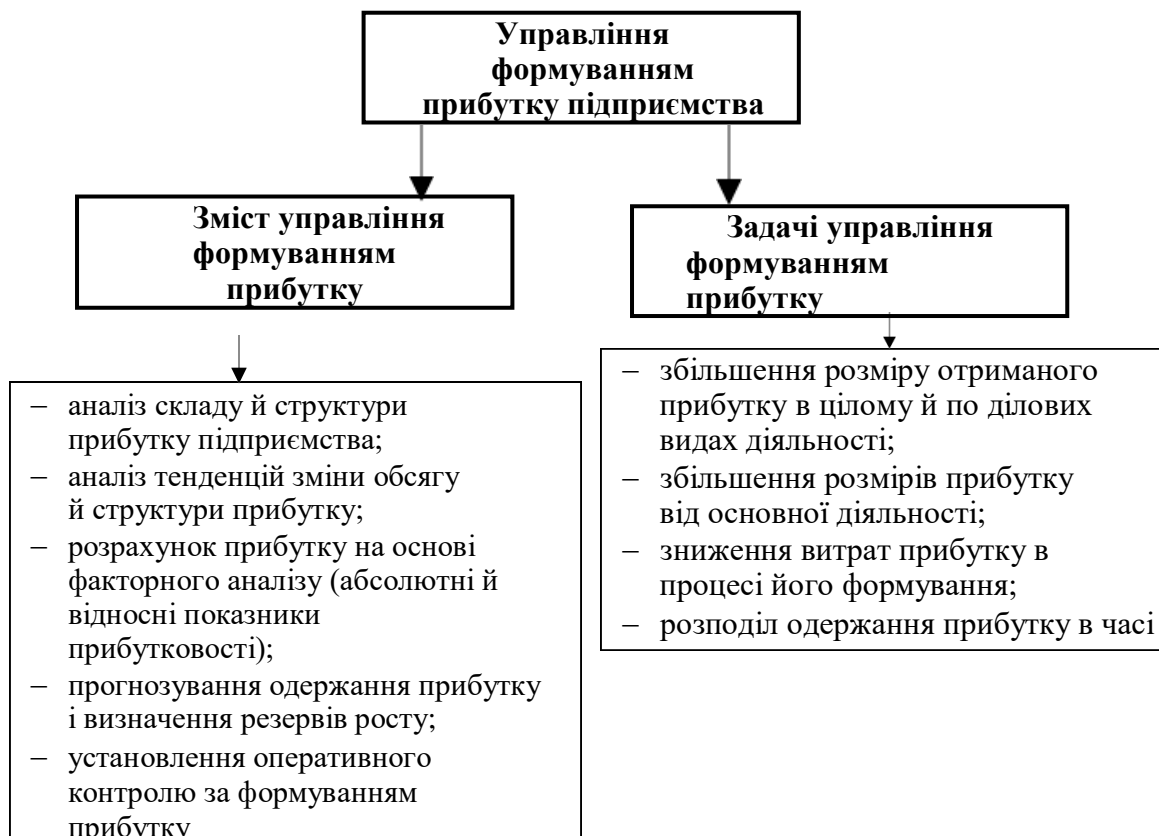 Управління
формуванням
прибутку підприємства
Зміст управління
формуванням
прибутку
– аналіз складу й структури
прибутку підприємства;
– аналіз тенденцій зміни обсягу
й структури прибутку;
– розрахунок прибутку на основі
факторного аналізу (абсолютні й
відносні показники
прибутковості);
– прогнозування одержання прибутку
і визначення резервів росту;
– установлення оперативного
контролю за формуванням
прибутку
Задачі управління
формуванням
прибутку
– збільшення розміру отриманого
прибутку в цілому й по ділових
видах діяльності;
– збільшення розмірів прибутку
від основної діяльності;
– зниження витрат прибутку в
процесі його формування;
– розподіл одержання прибутку в часі